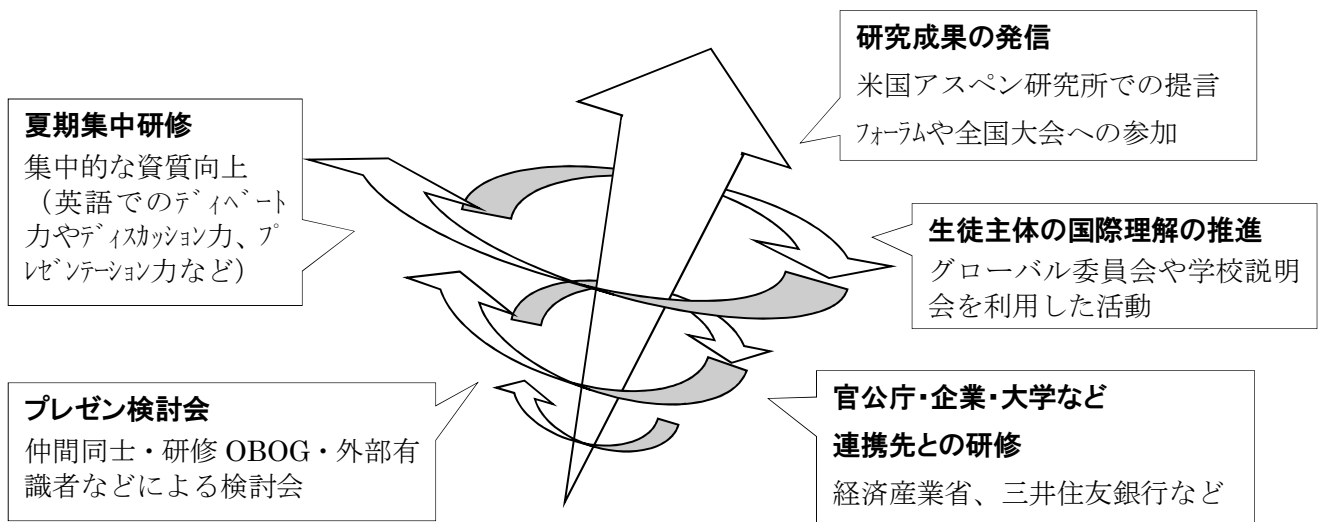 研究成果の発信
米国アスペン研究所での提言
ﾌｫｰﾗﾑや全国大会への参加
夏期集中研修
集中的な資質向上
（英語でのﾃﾞｨﾍﾞｰﾄ
力やﾃﾞｨｽｶｯｼｮﾝ力、ﾌﾟ
ﾚｾﾞﾝﾃｰｼｮﾝ力など）
生徒主体の国際理解の推進
グローバル委員会や学校説明
会を利用した活動
プレゼン検討会
仲間同士・研修 OBOG・外部有
識者などによる検討会
官公庁・企業・大学など
連携先との研修
経済産業省、三井住友銀行など